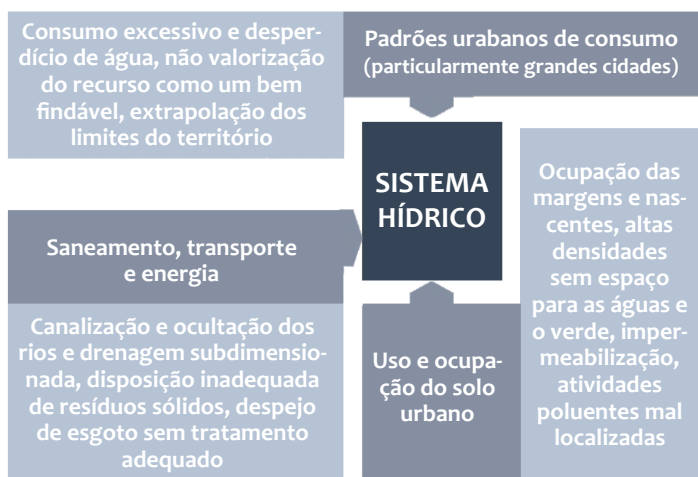 Consumo excessivo e desper-
dício de água, não valorização
do recurso como um bem
findável, extrapolação dos
limites do território
Padrões urabanos de consumo
(particularmente grandes cidades)
SISTEMA
HÍDRICO
Ocupação das
margens e nas-
centes, altas
densidades
sem espaço
para as águas e
o verde, imper-
meabilização,
atividades
poluentes mal
localizadas
Saneamento, transporte
e energia
Canalização e ocultação dos
rios e drenagem subdimensio-
nada, disposição inadequada
de resíduos sólidos, despejo
de esgoto sem tratamento
adequado
Uso e ocupa-
ção do solo
urbano